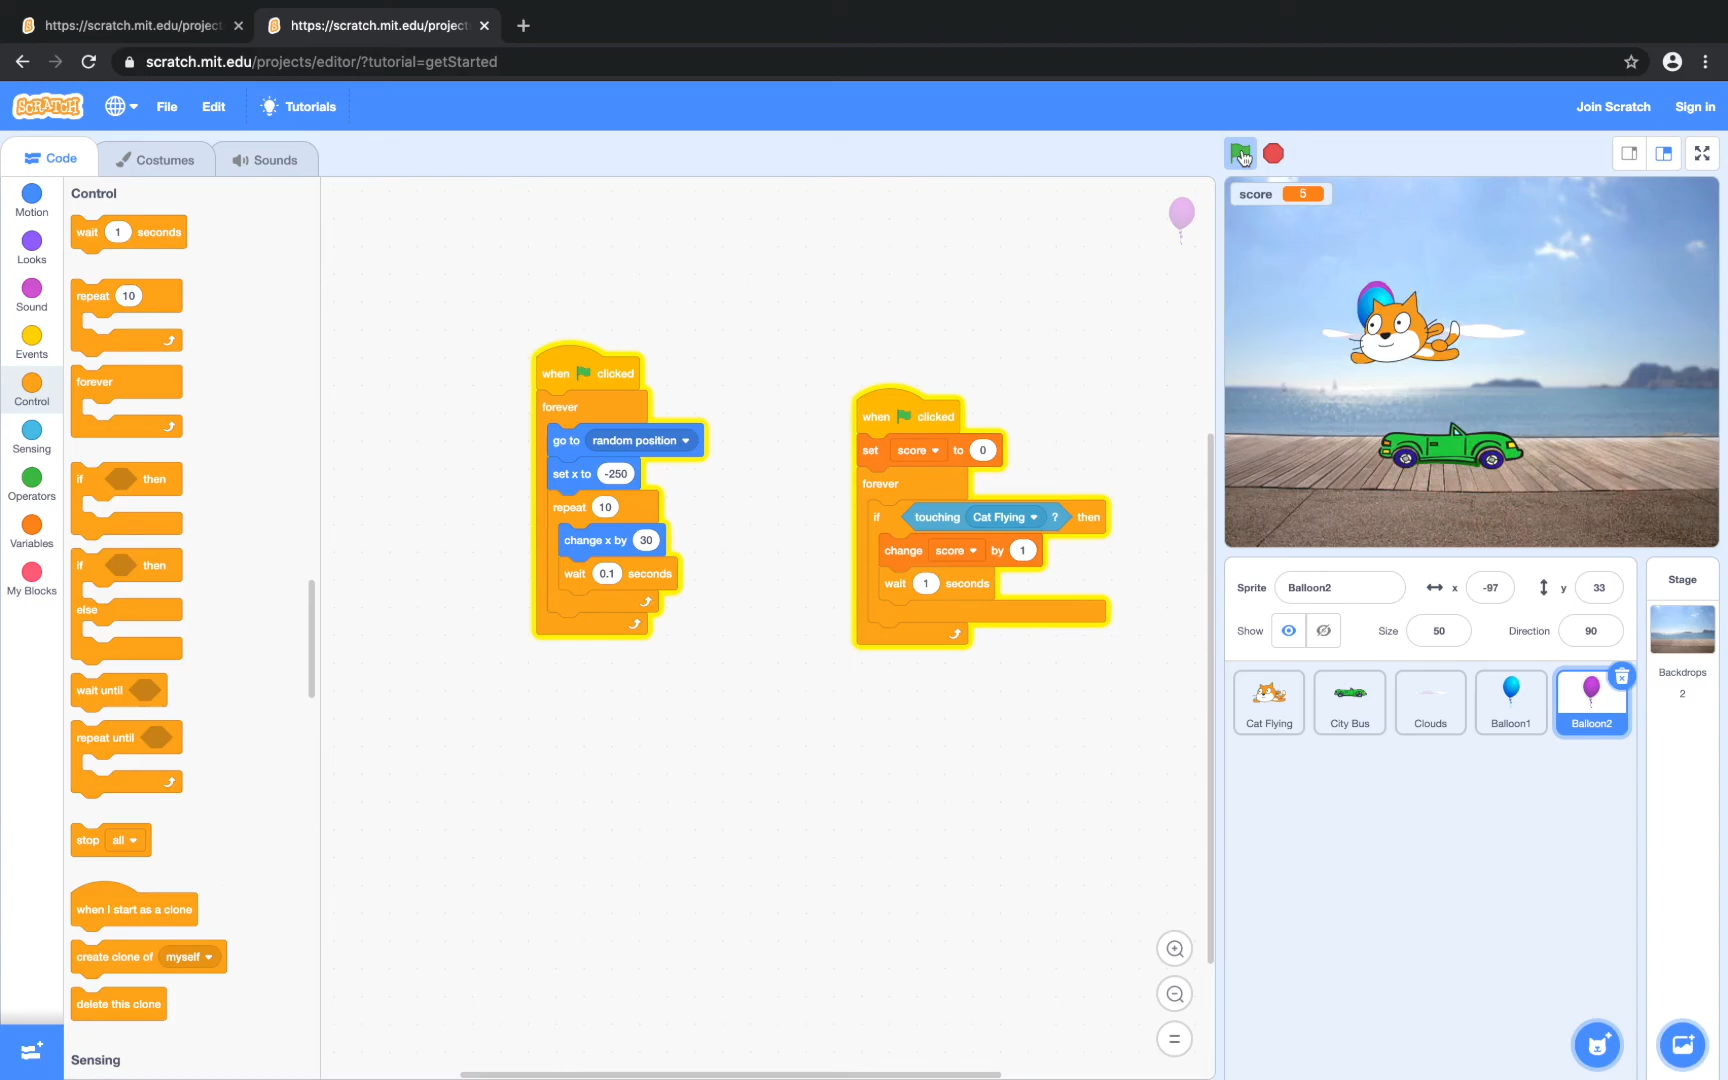 https://scratch.mit.edu/project
https://scratch.mit.edu/project
scratch.mit.edu/projects/editor/?tutorial=getStarted
SCRATCH
File
Edit
Tutorials
Join Scratch
Sign in
Code
Costumes
Sounds
Motion
Looks
Sound
Events
Control
Sensing
Operators
Variables
My Blocks
Control
wait 1 seconds
repeat 10
forever
if then
if then
else
wait until
repeat until
stop all
when I start as a clone
create clone of myself
delete this clone
Sensing
when clicked
forever
go to random position
set x to -250
repeat 10
change x by 30
wait 0.1 seconds
when clicked
set score to 0
forever
if touching Cat Flying ? then
change score by 1
wait 1 seconds
score 5
Sprite Balloon2 x -97 y 33
Show Size 50 Direction 90
Cat Flying
City Bus
Clouds
Balloon1
Balloon2
Stage
Backdrops
2